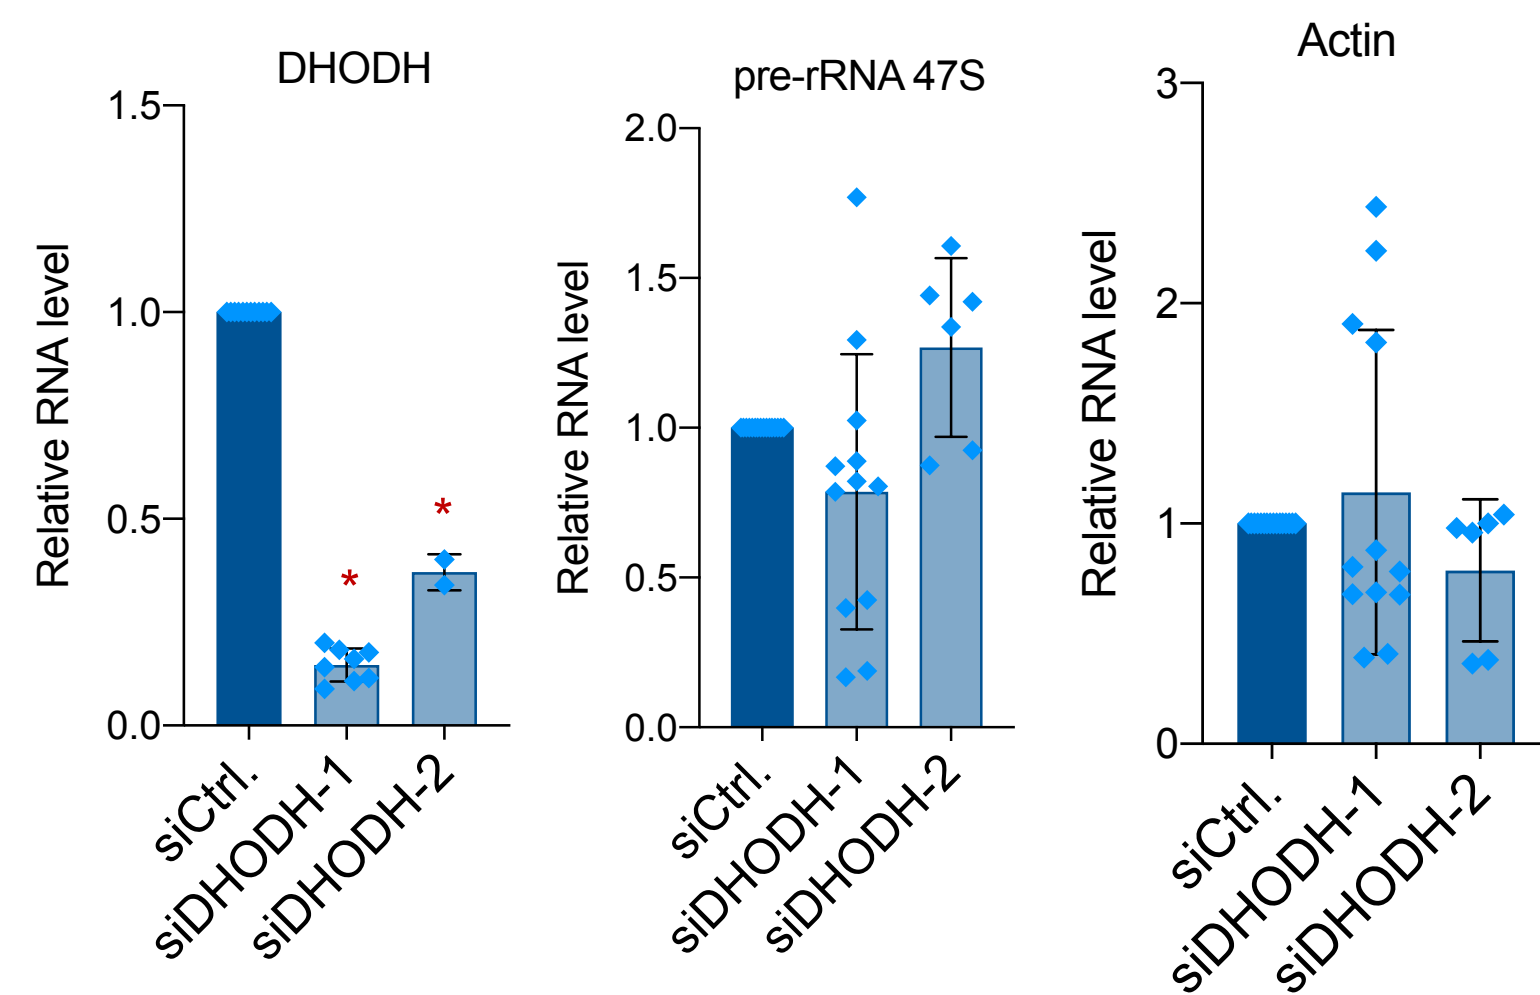 DHODH
Relative RNA level
1.5
1.0
0.5
0.0
*
*
siCtrl.
siDHODH-1
siDHODH-2
pre-rRNA 47S
Relative RNA level
2.0
1.5
1.0
0.5
0.0
siCtrl.
siDHODH-1
siDHODH-2
Actin
Relative RNA level
3
2
1
0
siCtrl.
siDHODH-1
siDHODH-2